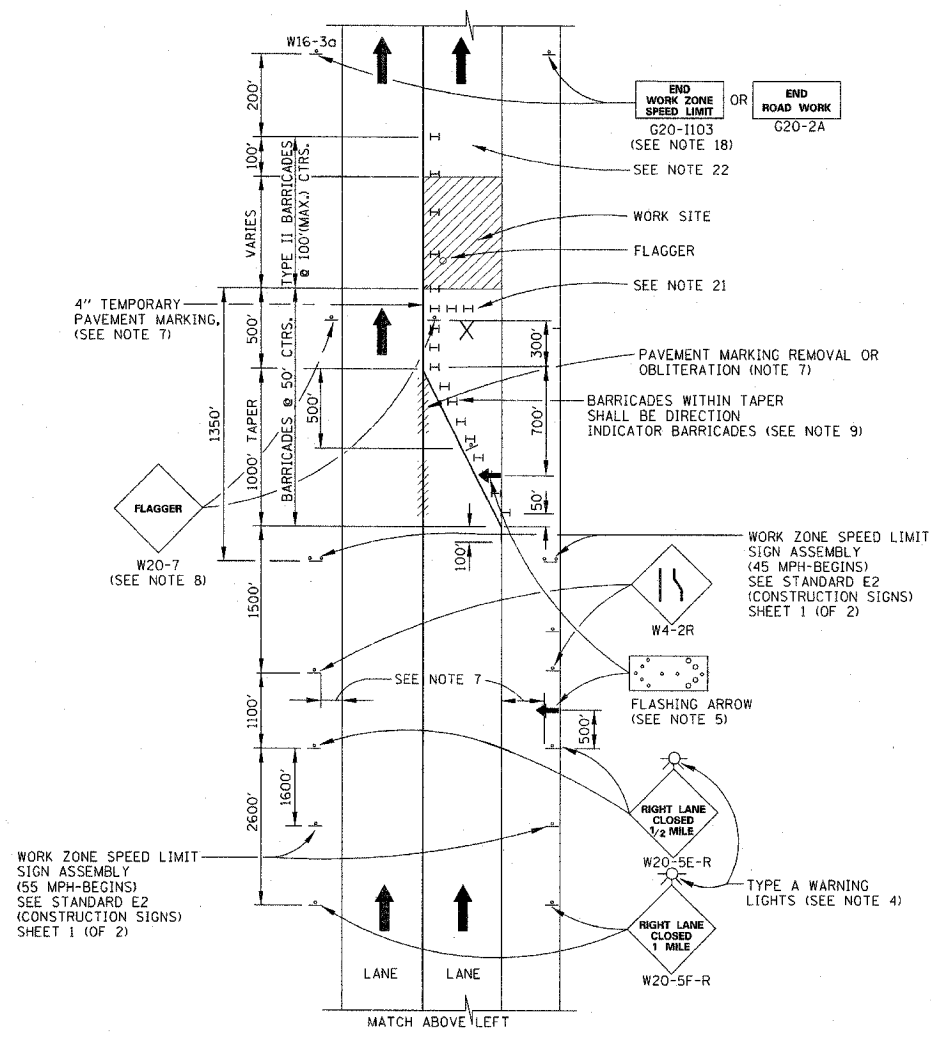 W16-3a
200'
100'
VARIES
TYPE II BARRICADES
@ 100'(MAX.) CTRS.
END
WORK ZONE
SPEED LIMIT
OR
END
ROAD WORK
G20-I103
(SEE NOTE 18)
G20-2A
SEE NOTE 22
WORK SITE
FLAGGER
SEE NOTE 21
4" TEMPORARY
PAVEMENT MARKING,
(SEE NOTE 7)
500'
1350'
1000' TAPER
BARRICADES @ 50' CTRS.
500'
300'
700'
50'
PAVEMENT MARKING REMOVAL OR
OBLITERATION (NOTE 7)
BARRICADES WITHIN TAPER
SHALL BE DIRECTION
INDICATOR BARRICADES (SEE NOTE 9)
FLAGGER
W20-7
(SEE NOTE 8)
100'
1500'
WORK ZONE SPEED LIMIT
SIGN ASSEMBLY
(45 MPH-BEGINS)
SEE STANDARD E2
(CONSTRUCTION SIGNS)
SHEET 1 (OF 2)
W4-2R
SEE NOTE 7
FLASHING ARROW
(SEE NOTE 5)
1100'
500'
1600'
2600'
RIGHT LANE
CLOSED
1/2 MILE
W20-5E-R
WORK ZONE SPEED LIMIT
SIGN ASSEMBLY
(55 MPH-BEGINS)
SEE STANDARD E2
(CONSTRUCTION SIGNS)
SHEET 1 (OF 2)
TYPE A WARNING
LIGHTS (SEE NOTE 4)
RIGHT LANE
CLOSED
1 MILE
W20-5F-R
LANE
LANE
MATCH ABOVE LEFT